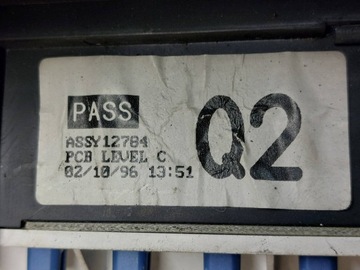 PASS
ASSY12784
PCB LEVEL C
02/10/96 13:51
Q2